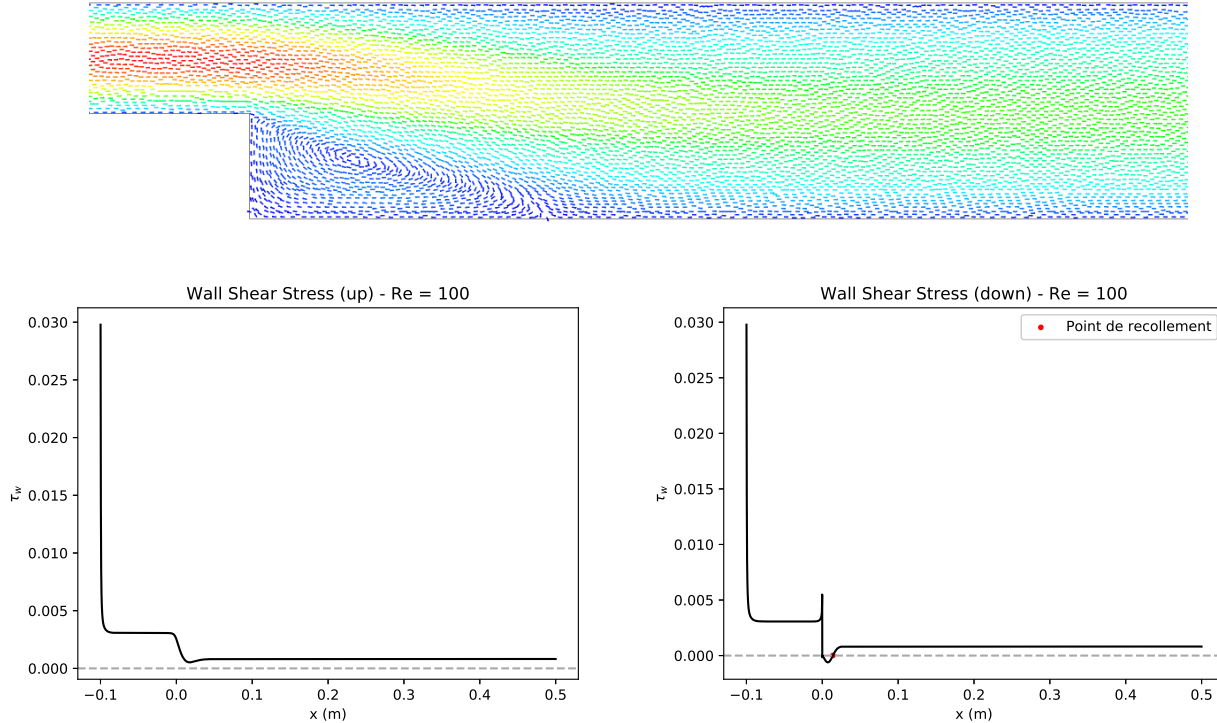 Wall Shear Stress (up) - Re = 100
0.030
0.025
0.020
0.015
0.010
0.005
0.000
τw
−0.1 0.0 0.1 0.2 0.3 0.4 0.5
x (m)
Wall Shear Stress (down) - Re = 100
Point de recollement
0.030
0.025
0.020
0.015
0.010
0.005
0.000
τw
−0.1 0.0 0.1 0.2 0.3 0.4 0.5
x (m)